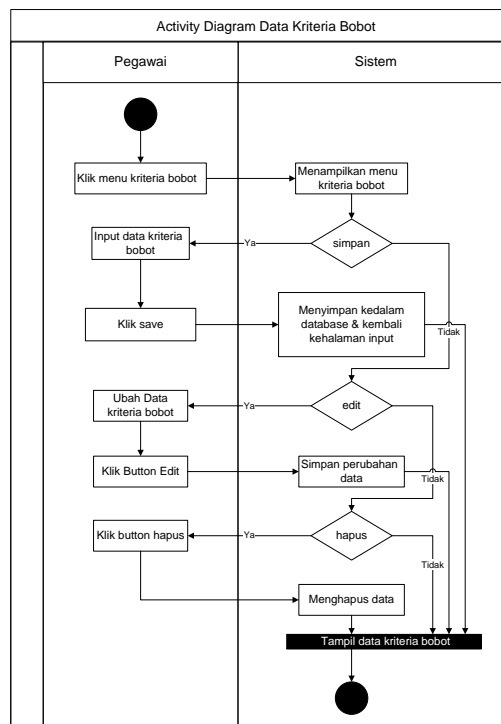 Activity Diagram Data Kriteria Bobot
Pegawai
Sistem
Klik menu kriteria bobot
Menampilkan menu
kriteria bobot
Input data kriteria
bobot
Ya
simpan
Klik save
Menyimpan kedalam
database & kembali
kehalaman input
Tidak
Ubah Data
kriteria bobot
Ya
edit
Klik Button Edit
Simpan perubahan
data
Tidak
Klik button hapus
Ya
hapus
Tidak
Menghapus data
Tampil data kriteria bobot